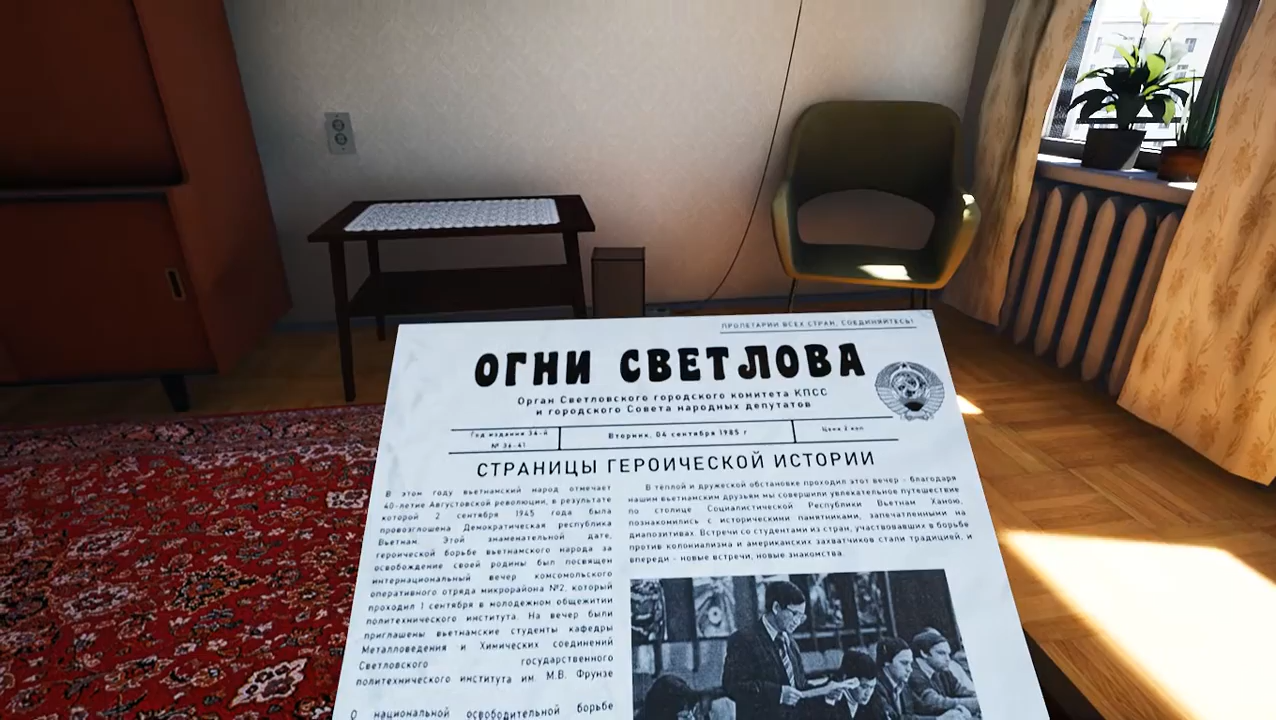 ПРОЛЕТАРИИ ВСЕХ СТРАН, СОЕДИНЯЙТЕСЬ!
ОГНИ СВЕТЛОВА
Орган Светловского городского комитета КПСС
и городского Совета народных депутатов
Год издания 34-й
Вторник, 04 сентября 1985 г
Цена 2 коп
СТРАНИЦЫ ГЕРОИЧЕСКОЙ ИСТОРИИ
В этом году вьетнамский народ отмечает
40-летие Августовской революции, в результате
которой 2 сентября 1945 года была
провозглошена Демократическая республика
Вьетнам. Этой знаменательной дате,
героической борьбе вьетнамского народа за
освобождение своей родины был посвящен
интернациональный вечер комсомольского
оперативного отряда микрорайона №2, который
проходил 1 сентября в молодежном общежитии
политехнического института. На вечер были
приглашены вьетнамские студенты кафедры
Металловедения и Химических соединений
Светловского государственного
политехнического института им. М.В. Фрунзе
О национальной освободительной борьбе
В тёплой и дружеской обстановке проходил этот вечер - благодаря
нашим вьетнамским друзьям мы совершили увлекательное путешествие
по столице Социалистической Республики Вьетнам Ханою,
познакомились с историческими памятниками, запечатленными на
диапозитивах. Встречи со студентами из стран, участвовавших в борьбе
против колониализма и американских захватчиков стали традицией, и
впереди - новые встречи, новые знакомства.